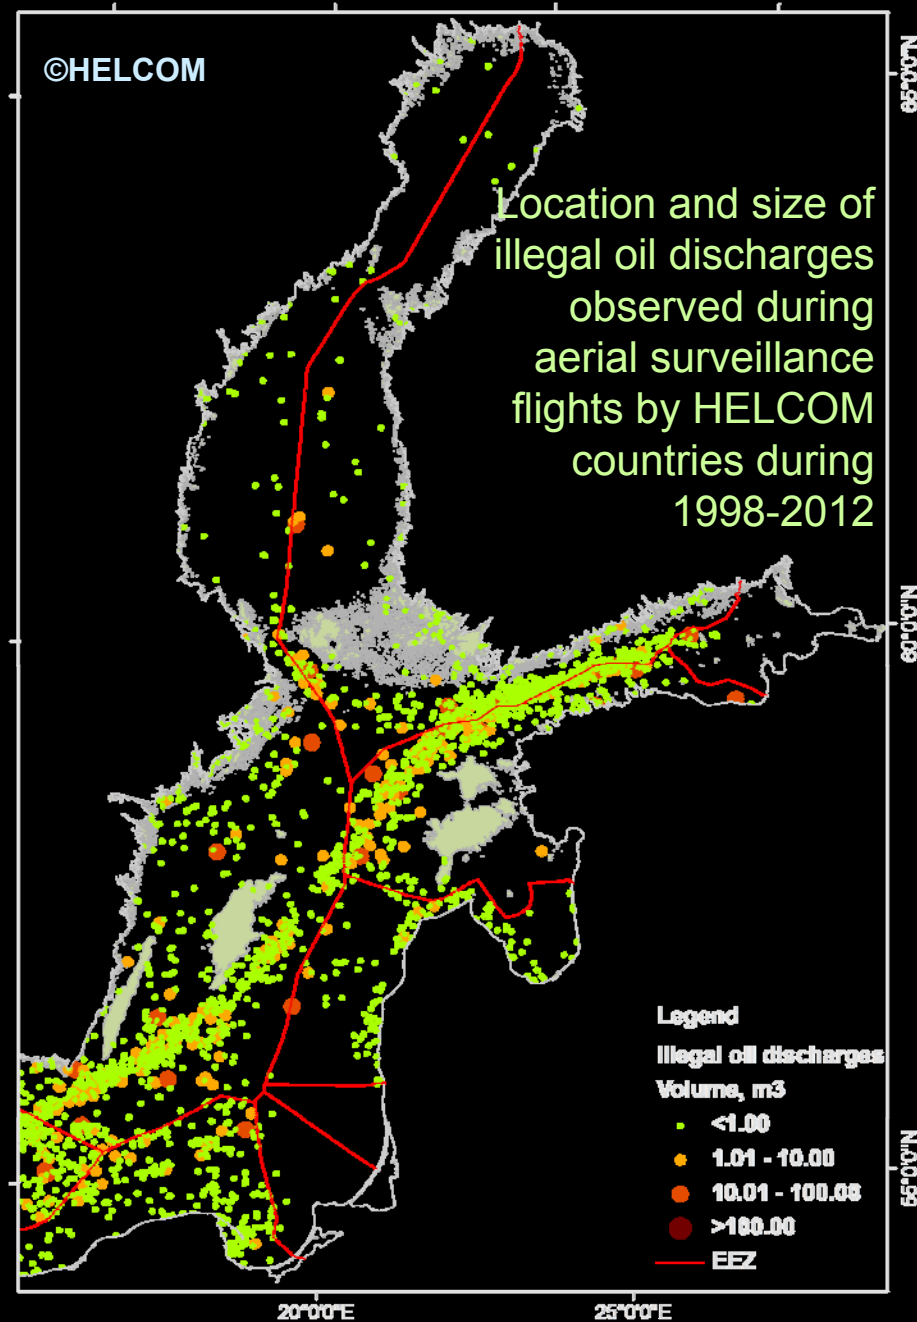 ©HELCOM
Location and size of
illegal oil discharges
observed during
aerial surveillance
flights by HELCOM
countries during
1998-2012
65°0'0"N
60°0'0"N
55°0'0"N
Legend
Illegal oil discharges
Volume, m3
<1.00
1.01 - 10.00
10.01 - 100.00
>100.00
EEZ
20°0'0"E
25°0'0"E